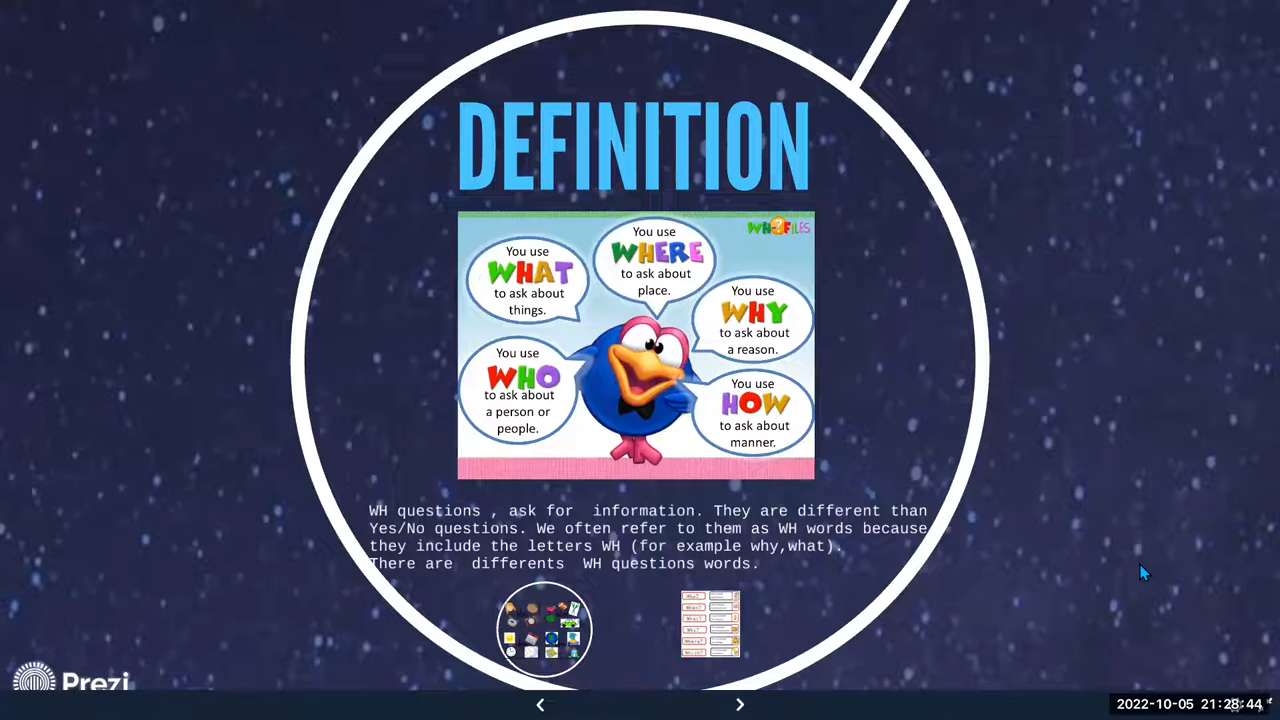 DEFINITION
WH?FILES
You use
WHAT
to ask about
things.
You use
WHERE
to ask about
place.
You use
WHY
to ask about
a reason.
You use
WHO
to ask about
a person or
people.
You use
HOW
to ask about
manner.
WH questions , ask for  information. They are different than
Yes/No questions. We often refer to them as WH words because
they include the letters WH (for example why,what).
There are  differents  WH questions words.
Prezi
2022-10-05 21:28:44